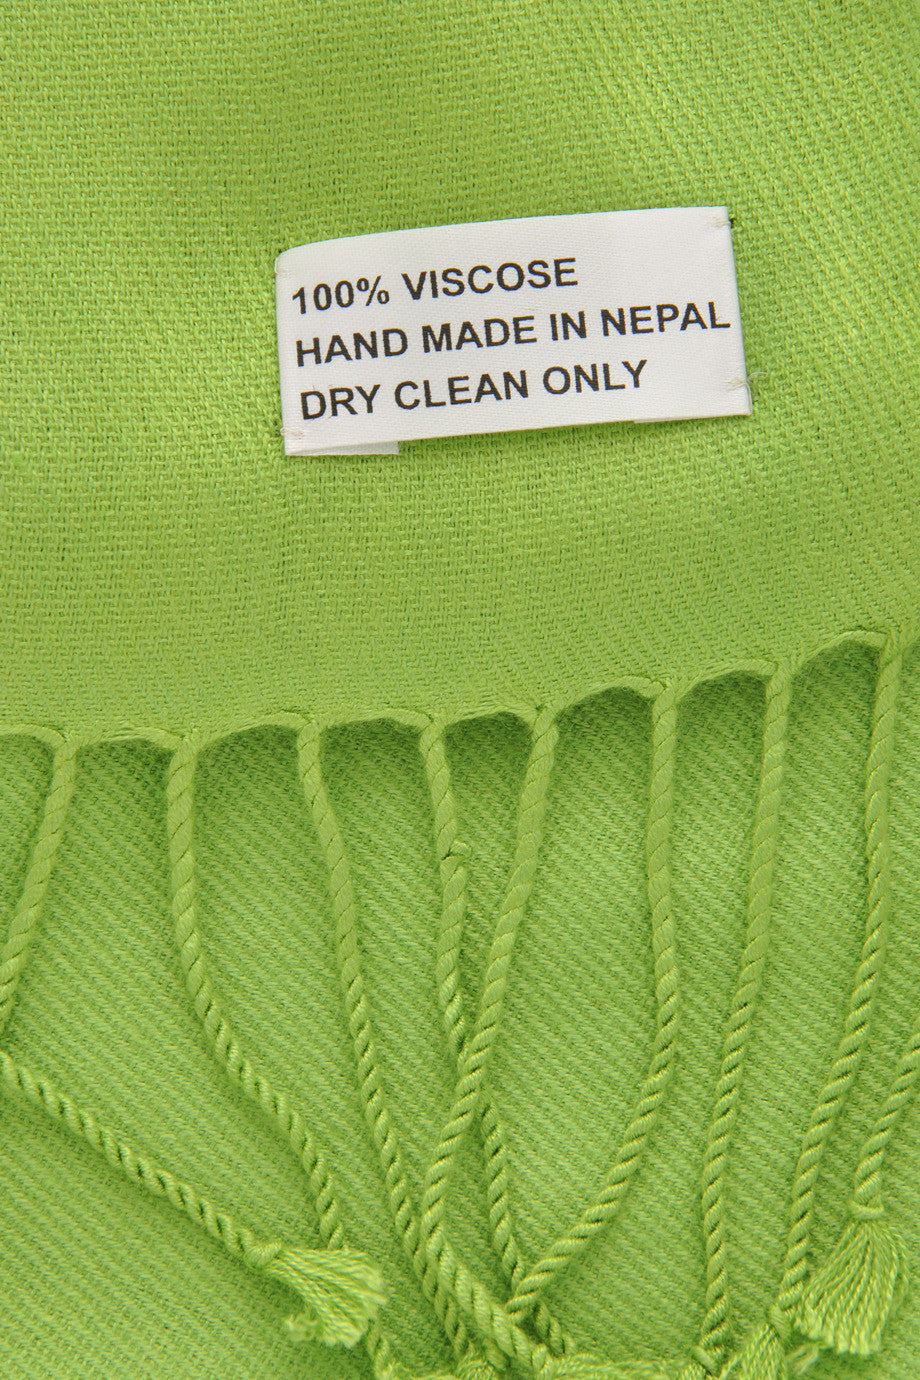 100% VISCOSE
HAND MADE IN NEPAL
DRY CLEAN ONLY